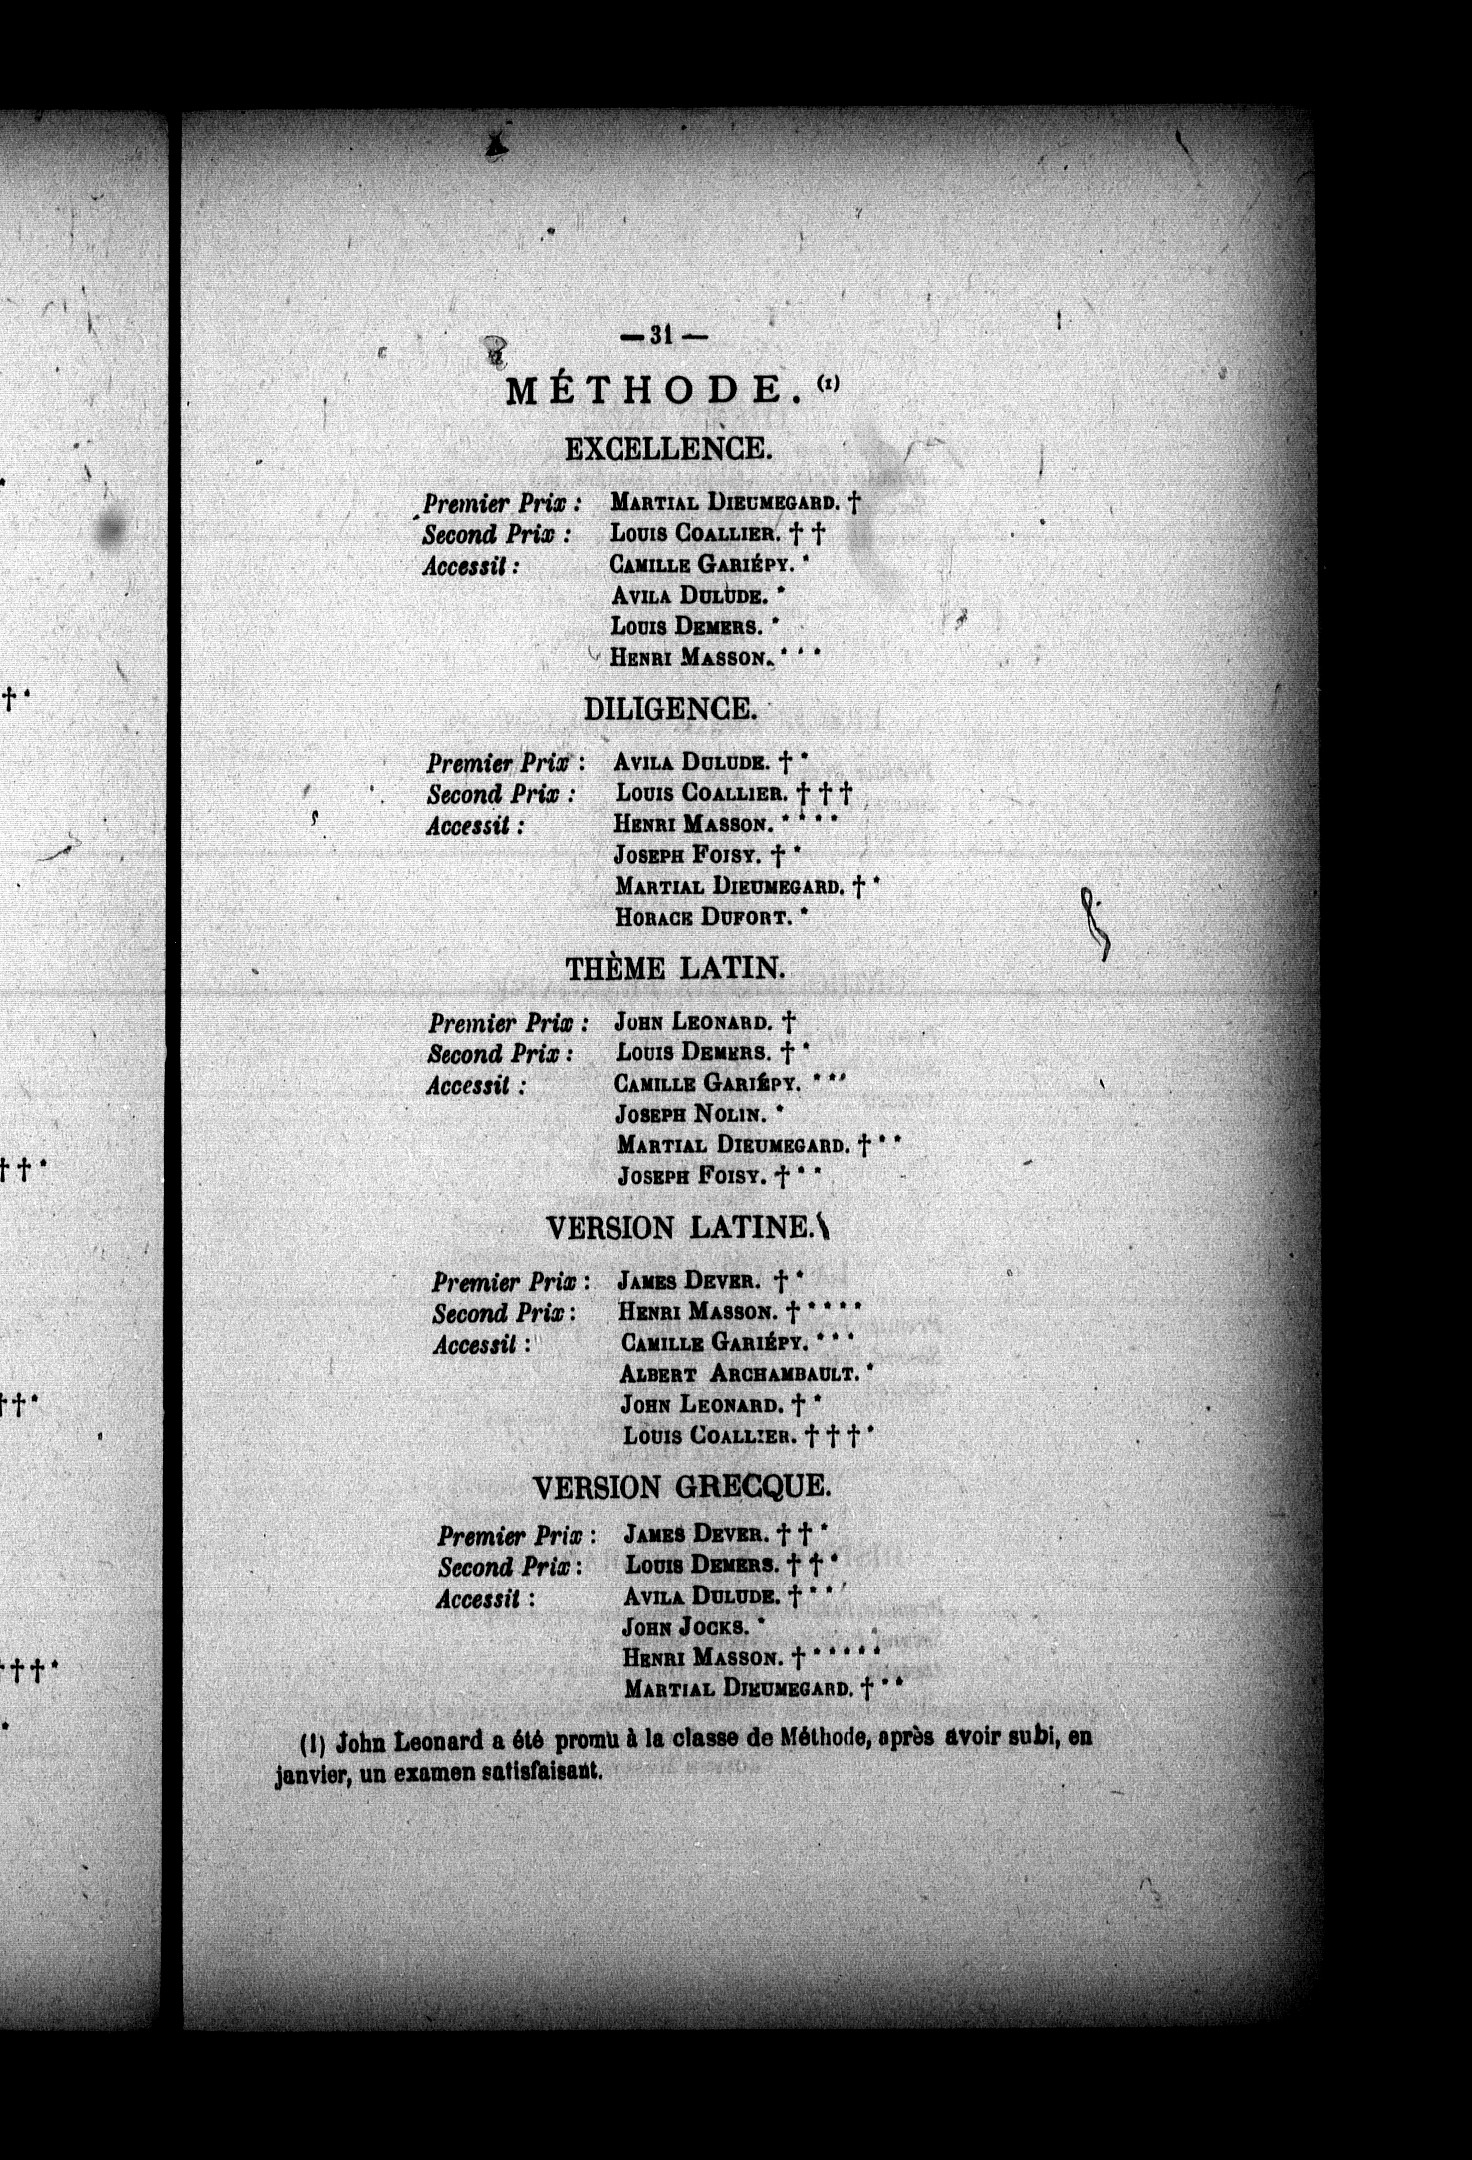 — 31 —
MÉTHODE. (1)
EXCELLENCE.
Premier Prix : MARTIAL DIEUMEGARD. †
Second Prix : LOUIS COALLIER. † †
Accessit : CAMILLE GARIÉPY. *
AVILA DULUDE. *
LOUIS DEMERS. *
HENRI MASSON. * * *
DILIGENCE.
Premier Prix : AVILA DULUDE. † *
Second Prix : LOUIS COALLIER. † † †
Accessit : HENRI MASSON. * * * *
JOSEPH FOISY. † *
MARTIAL DIEUMEGARD. † *
HORACE DUFORT. *
THÈME LATIN.
Premier Prix : JOHN LEONARD. †
Second Prix : LOUIS DEMERS. † *
Accessit : CAMILLE GARIÉPY. * * *
JOSEPH NOLIN. *
MARTIAL DIEUMEGARD. † * *
JOSEPH FOISY. † * *
VERSION LATINE.
Premier Prix : JAMES DEVER. † *
Second Prix : HENRI MASSON. † * * * *
Accessit : CAMILLE GARIÉPY. * * *
ALBERT ARCHAMBAULT. *
JOHN LEONARD. † *
LOUIS COALLIER. † † † *
VERSION GRECQUE.
Premier Prix : JAMES DEVER. † † *
Second Prix : LOUIS DEMERS. † † *
Accessit : AVILA DULUDE. † * * *
JOHN JOCKS. *
HENRI MASSON. † * * * * *
MARTIAL DIEUMEGARD. † * *
(1) John Leonard a été promu à la classe de Méthode, après avoir subi, en
janvier, un examen satisfaisant.